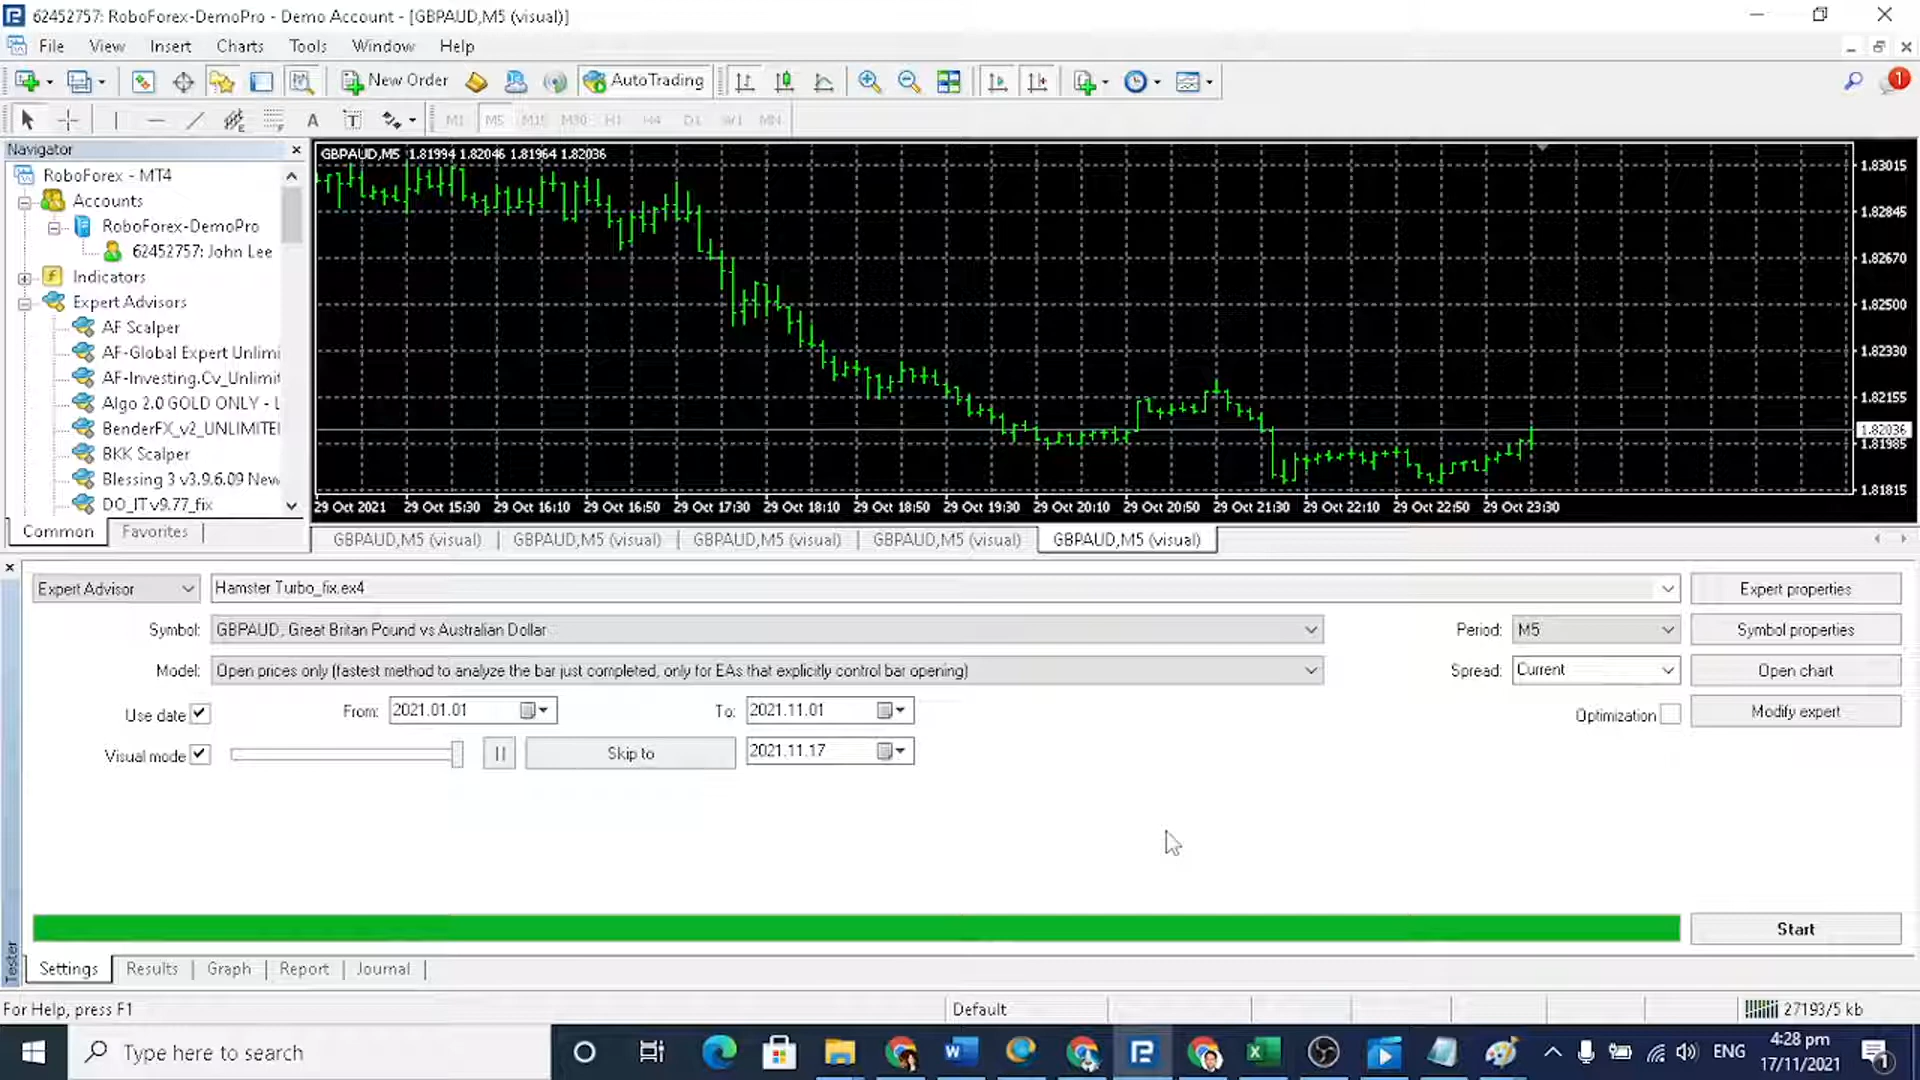 62452757: RoboForex-DemoPro - Demo Account - [GBPAUD,M5 (visual)]
File View Insert Charts Tools Window Help
New Order AutoTrading 1
A T M1 M5 M15 M30 H1 H4 D1 W1 MN
Navigator
RoboForex - MT4
Accounts
RoboForex-DemoPro
62452757: John Lee
Indicators
Expert Advisors
AF Scalper
AF-Global Expert Unlimi
AF-Investing.Cv_Unlimit
Algo 2.0 GOLD ONLY - L
BenderFX_v2_UNLIMITE
BKK Scalper
Blessing 3 v3.9.6.09 New
DO_IT v9.77_fix
Common Favorites
GBPAUD,M5 1.81994 1.82046 1.81964 1.82036
1.83015
1.82845
1.82670
1.82500
1.82330
1.82155
1.82036
1.81985
1.81815
29 Oct 2021 29 Oct 15:30 29 Oct 16:10 29 Oct 16:50 29 Oct 17:30 29 Oct 18:10 29 Oct 18:50 29 Oct 19:30 29 Oct 20:10 29 Oct 20:50 29 Oct 21:30 29 Oct 22:10 29 Oct 22:50 29 Oct 23:30
GBPAUD,M5 (visual) GBPAUD,M5 (visual) GBPAUD,M5 (visual) GBPAUD,M5 (visual) GBPAUD,M5 (visual)
Expert Advisor Hamster Turbo_fix.ex4 Expert properties
Symbol: GBPAUD, Great Britan Pound vs Australian Dollar Period: M5 Symbol properties
Model: Open prices only (fastest method to analyze the bar just completed, only for EAs that explicitly control bar opening) Spread: Current Open chart
Use date From: 2021.01.01 To: 2021.11.01 Optimization Modify expert
Visual mode Skip to 2021.11.17
Start
Tester
Settings Results Graph Report Journal
For Help, press F1 Default 27193/5 kb
Type here to search ENG 4:28 pm
17/11/2021 1